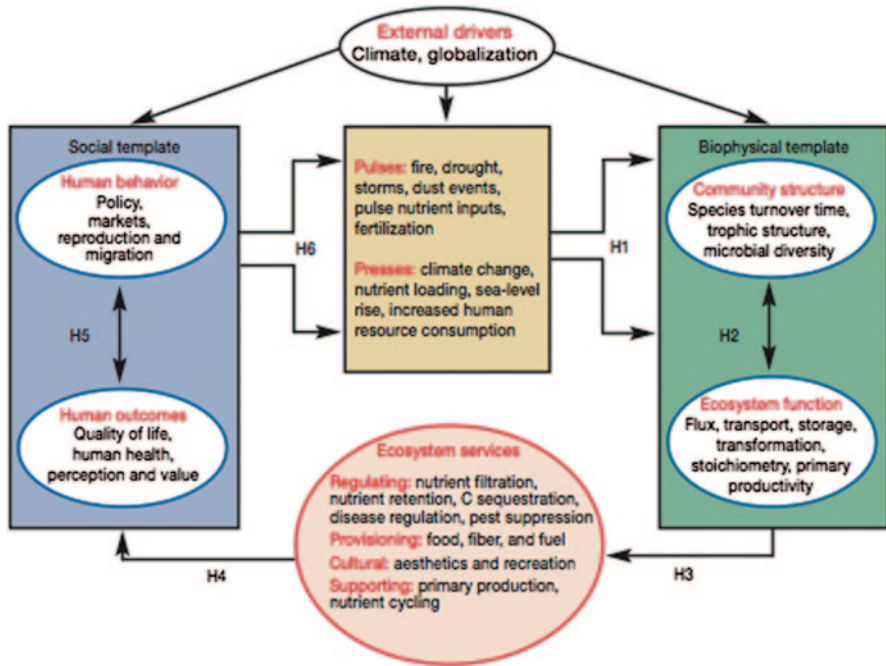 External drivers
Climate, globalization
Social template
Human behavior
Policy,
markets,
reproduction and
migration
H5
Human outcomes
Quality of life,
human health,
perception and value
H6
Pulses: fire, drought,
storms, dust events,
pulse nutrient inputs,
fertilization
Presses: climate change,
nutrient loading, sea-level
rise, increased human
resource consumption
H1
Biophysical template
Community structure
Species turnover time,
trophic structure,
microbial diversity
H2
Ecosystem function
Flux, transport, storage,
transformation,
stoichiometry, primary
productivity
Ecosystem services
Regulating: nutrient filtration,
nutrient retention, C sequestration,
disease regulation, pest suppression
Provisioning: food, fiber, and fuel
Cultural: aesthetics and recreation
Supporting: primary production,
nutrient cycling
H4
H3